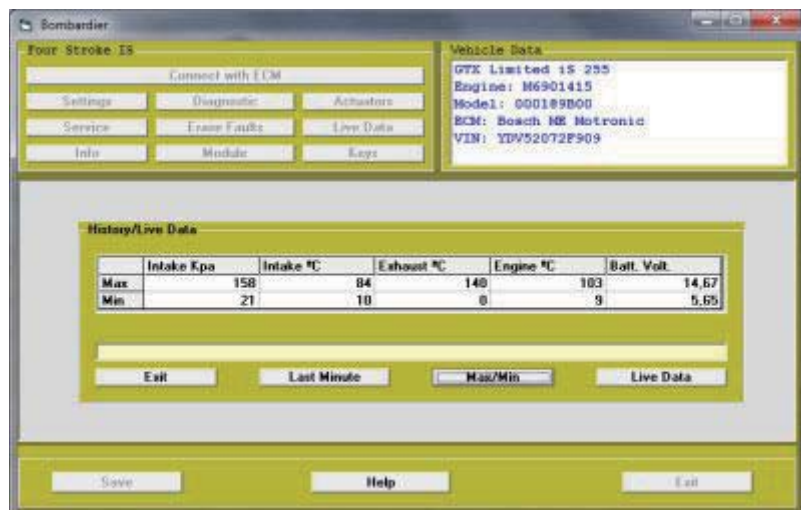 Bombardier
Four Stroke IS
Connect with ECM
Settings Diagnostic Actuators
Service Erase Faults Live Data
Info Module Keys
Vehicle Data
GTX Limited iS 255
Engine: M6901415
Model: 000189B00
ECM: Bosch ME Motronic
VIN: YDV52072F909
History/Live Data
Intake Kpa Intake ºC Exhaust ºC Engine ºC Batt. Volt.
Max 158 84 140 103 14,67
Min 21 10 0 9 5,65
Exit Last Minute Max/Min Live Data
Save Help Exit